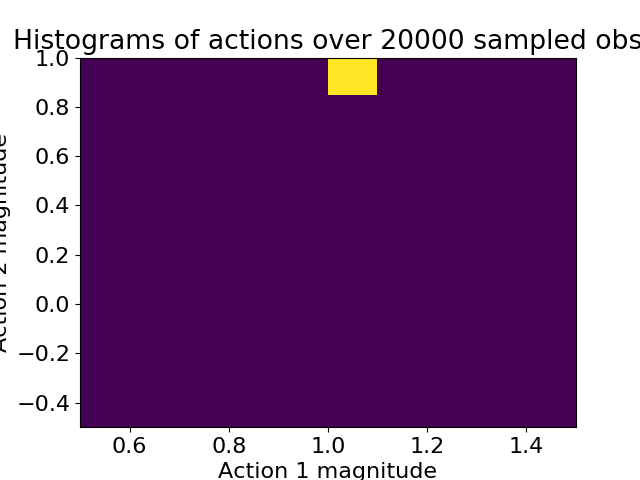 Histograms of actions over 20000 sampled obs
1.0
0.8
0.6
0.4
0.2
0.0
−0.2
−0.4
Action 2 magnitude
0.6 0.8 1.0 1.2 1.4
Action 1 magnitude